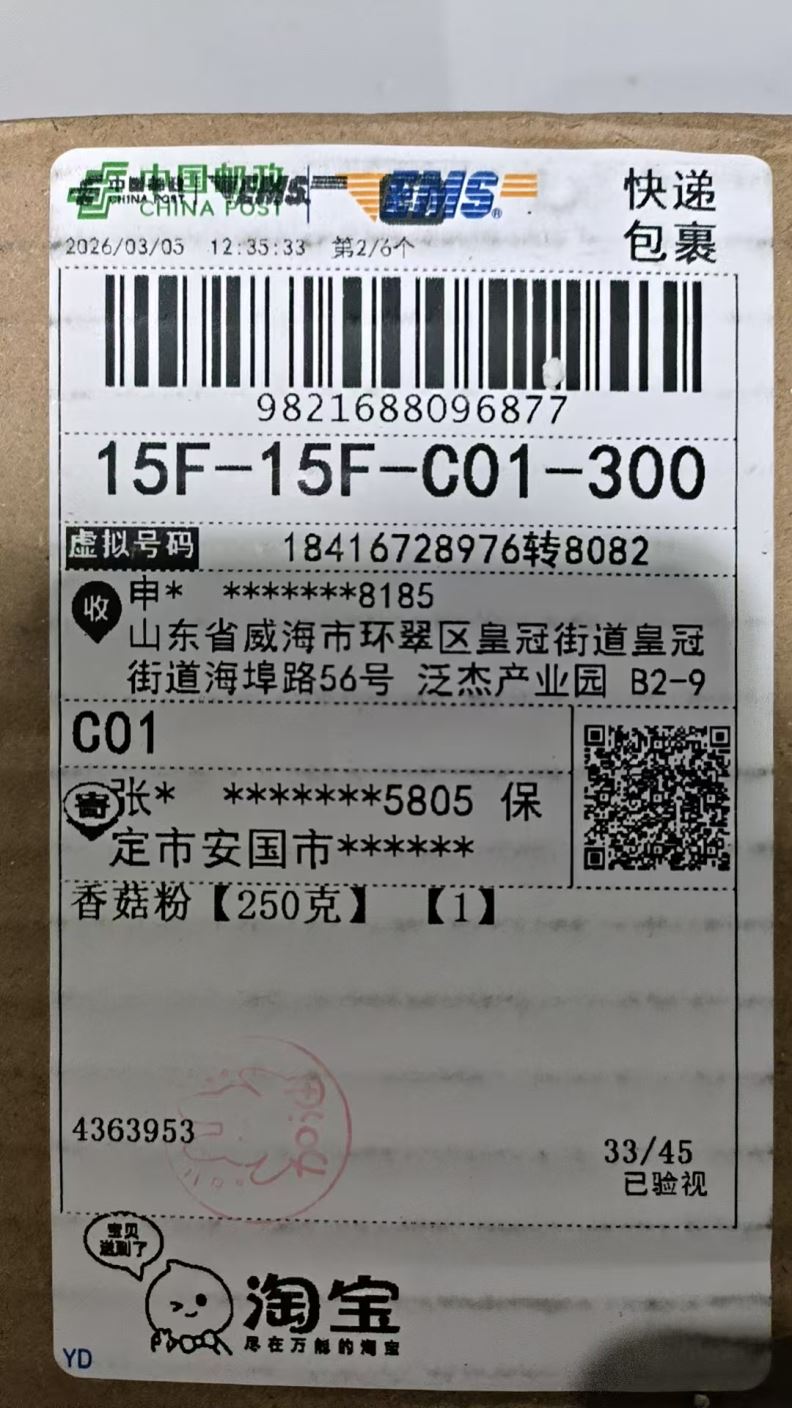 中国邮政
CHINA POST
EMS
快递
包裹
2026/03/05 12:35:33 第2/6个
9821688096877
15F-15F-C01-300
虚拟号码 18416728976转8082
收 申* *******8185
山东省威海市环翠区皇冠街道皇冠
街道海埠路56号 泛杰产业园 B2-9
C01
寄 张* *******5805 保
定市安国市******
香菇粉【250克】 【1】
4363953
33/45
已验视
宝贝
送到了
淘宝
尽在万能的淘宝
YD